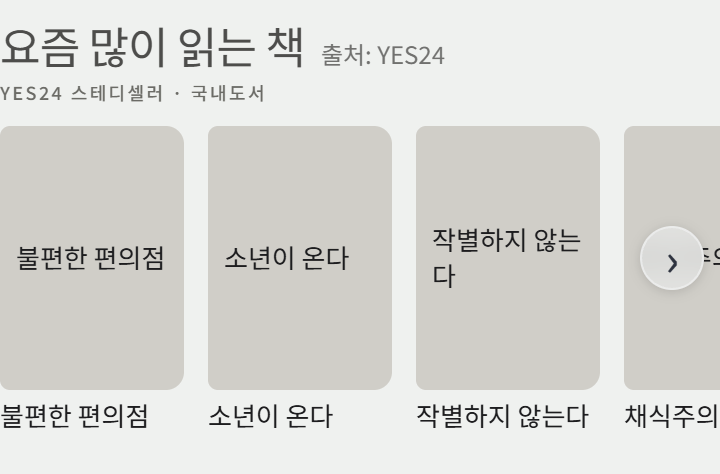 요즘 많이 읽는 책 출처: YES24
YES24 스테디셀러 · 국내도서
불편한 편의점
소년이 온다
작별하지 않는
다
불편한 편의점
소년이 온다
작별하지 않는다
채식주의